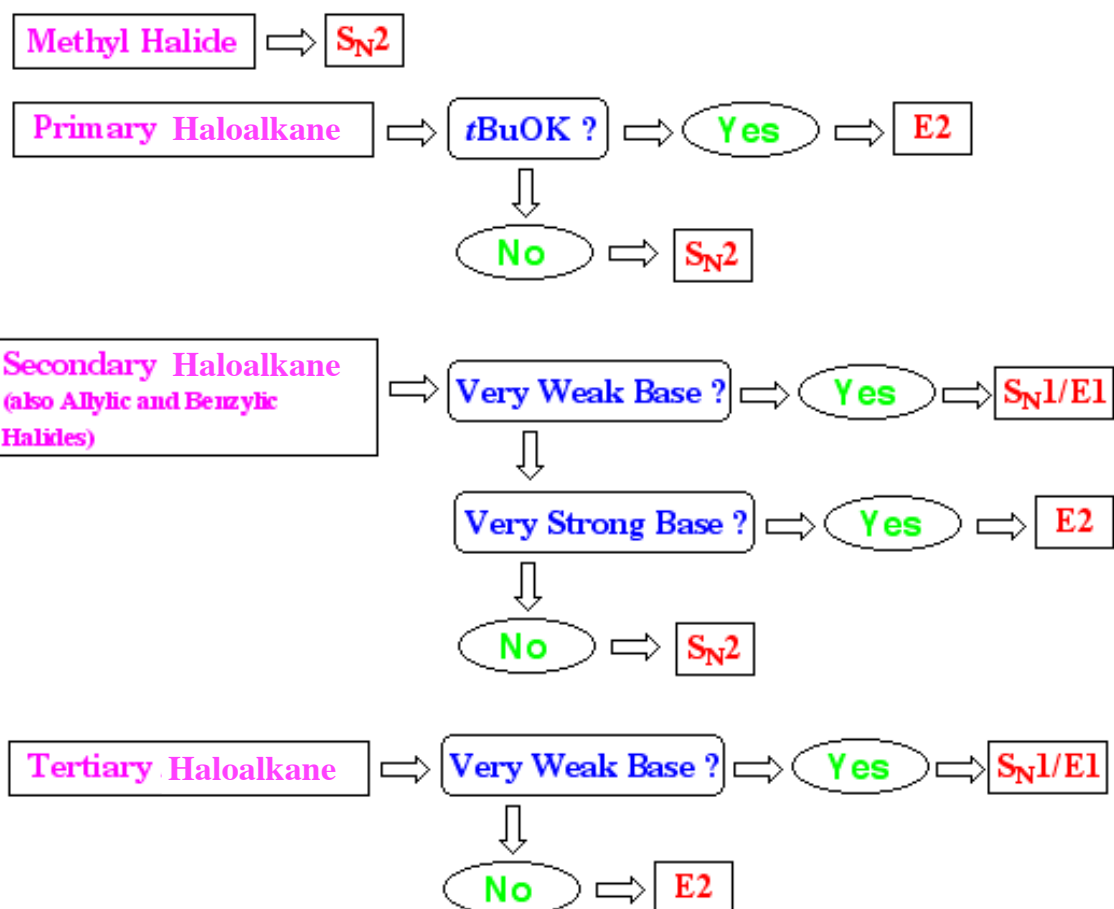 Methyl Halide
SN2
Primary Haloalkane
tBuOK ?
Yes
E2
No
SN2
Secondary Haloalkane
(also Allylic and Benzylic
Halides)
Very Weak Base ?
Yes
SN1/E1
Very Strong Base ?
Yes
E2
No
SN2
Tertiary Haloalkane
Very Weak Base ?
Yes
SN1/E1
No
E2